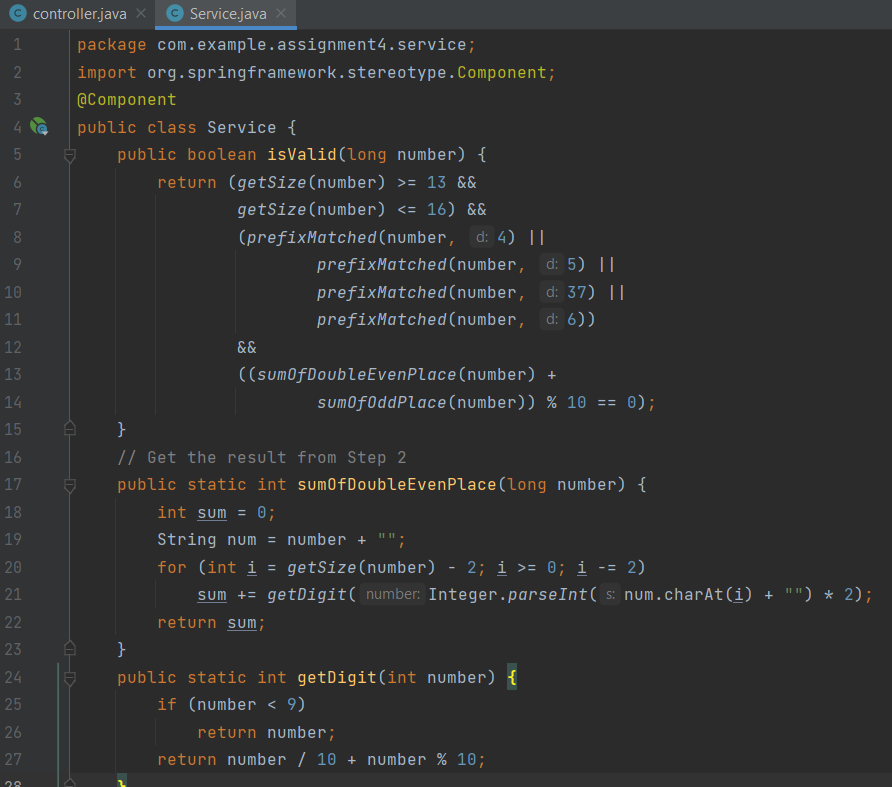 controller.java × Service.java ×
1 package com.example.assignment4.service;
2 import org.springframework.stereotype.Component;
3 @Component
4 public class Service {
5 public boolean isValid(long number) {
6 return (getSize(number) >= 13 &&
7 getSize(number) <= 16) &&
8 (prefixMatched(number, d: 4) ||
9 prefixMatched(number, d: 5) ||
10 prefixMatched(number, d: 37) ||
11 prefixMatched(number, d: 6))
12 &&
13 ((sumOfDoubleEvenPlace(number) +
14 sumOfOddPlace(number)) % 10 == 0);
15 }
16 // Get the result from Step 2
17 public static int sumOfDoubleEvenPlace(long number) {
18 int sum = 0;
19 String num = number + "";
20 for (int i = getSize(number) - 2; i >= 0; i -= 2)
21 sum += getDigit( number: Integer.parseInt( s: num.charAt(i) + "") * 2);
22 return sum;
23 }
24 public static int getDigit(int number) {
25 if (number < 9)
26 return number;
27 return number / 10 + number % 10;
28 }